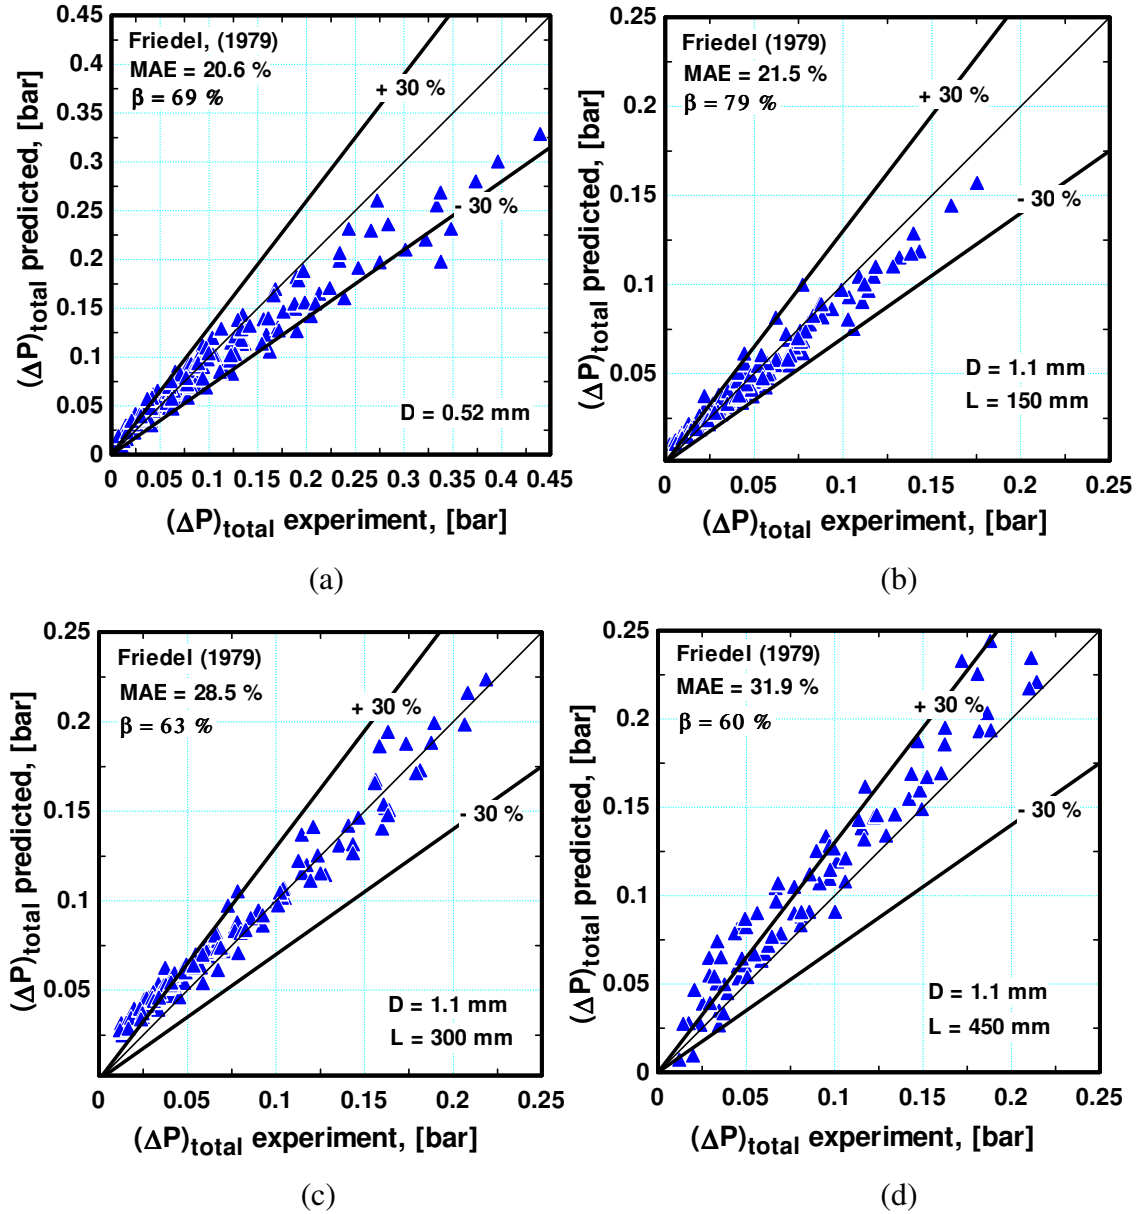 Friedel, (1979)
MAE = 20.6 %
β = 69 %
+ 30 %
- 30 %
D = 0.52 mm
0.45
0.4
0.35
0.3
0.25
0.2
0.15
0.1
0.05
0
0 0.05 0.1 0.15 0.2 0.25 0.3 0.35 0.4 0.45
(ΔP)total predicted, [bar]
(ΔP)total experiment, [bar]
(a)
Friedel (1979)
MAE = 21.5 %
β = 79 %
+ 30 %
- 30 %
D = 1.1 mm
L = 150 mm
0.25
0.2
0.15
0.1
0.05
0
0 0.05 0.1 0.15 0.2 0.25
(ΔP)total predicted, [bar]
(ΔP)total experiment, [bar]
(b)
Friedel (1979)
MAE = 28.5 %
β = 63 %
+ 30 %
- 30 %
D = 1.1 mm
L = 300 mm
0.25
0.2
0.15
0.1
0.05
0 0.05 0.1 0.15 0.2 0.25
(ΔP)total predicted, [bar]
(ΔP)total experiment, [bar]
(c)
Friedel (1979)
MAE = 31.9 %
β = 60 %
+ 30 %
- 30 %
D = 1.1 mm
L = 450 mm
0.25
0.2
0.15
0.1
0.05
0
0 0.05 0.1 0.15 0.2 0.25
(ΔP)total predicted, [bar]
(ΔP)total experiment, [bar]
(d)